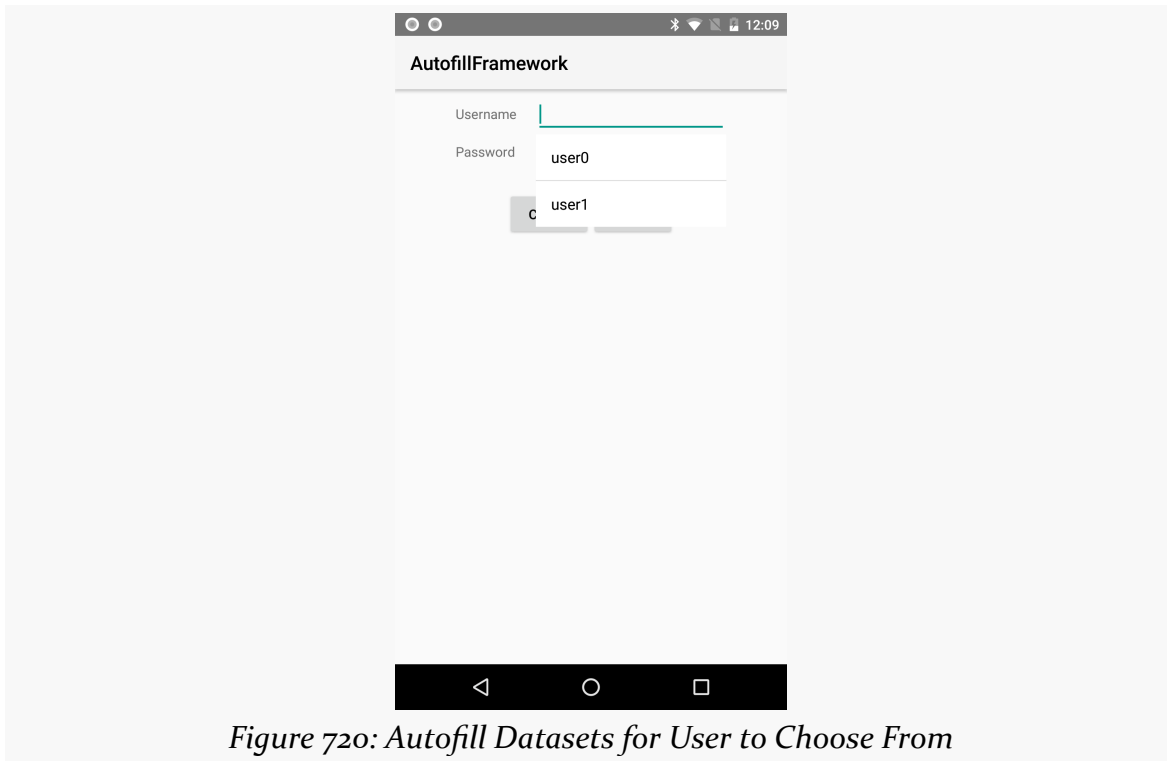 12:09
AutofillFramework
Username
Password
user0
user1
Figure 720: Autofill Datasets for User to Choose From